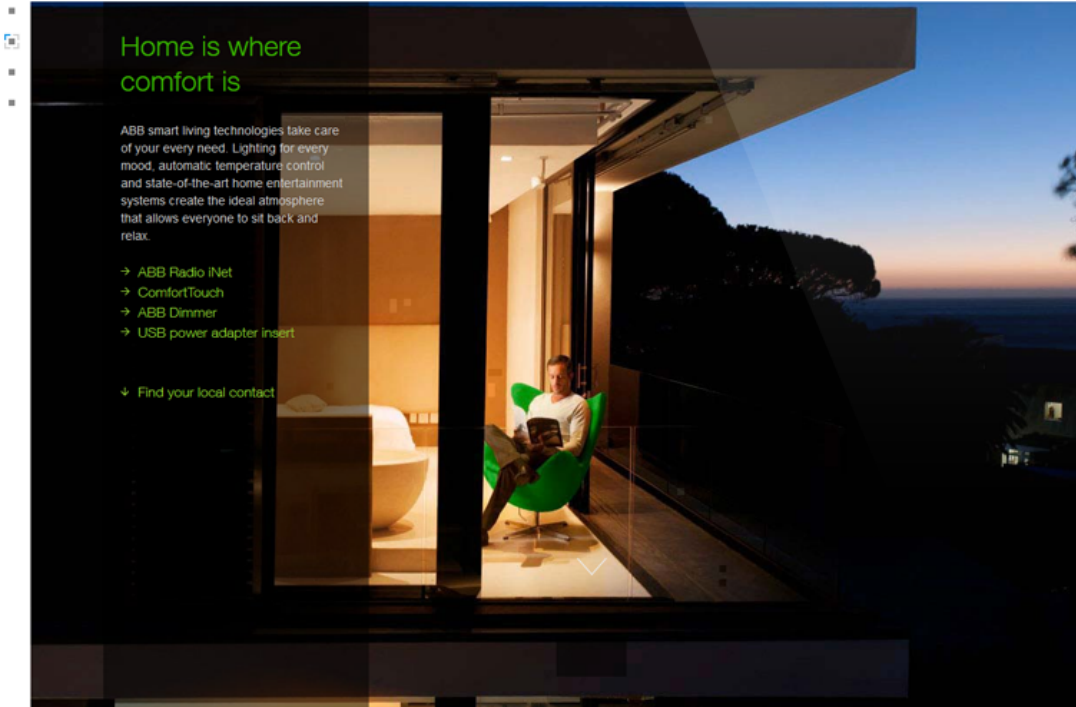 Home is where
comfort is
ABB smart living technologies take care
of your every need. Lighting for every
mood, automatic temperature control
and state-of-the-art home entertainment
systems create the ideal atmosphere
that allows everyone to sit back and
relax.
→ ABB Radio iNet
→ ComfortTouch
→ ABB Dimmer
→ USB power adapter insert
↓ Find your local contact